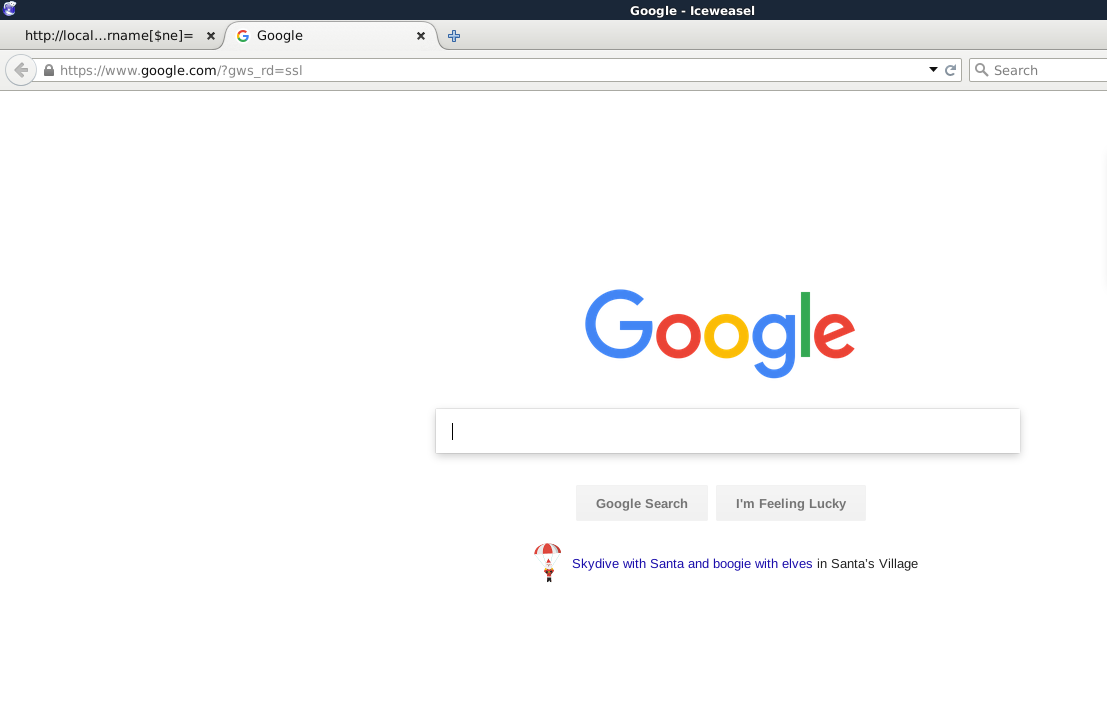 Google - Iceweasel
http://local...rname[$ne]=
Google
https://www.google.com/?gws_rd=ssl
Search
Google
Google Search
I'm Feeling Lucky
Skydive with Santa and boogie with elves in Santa's Village